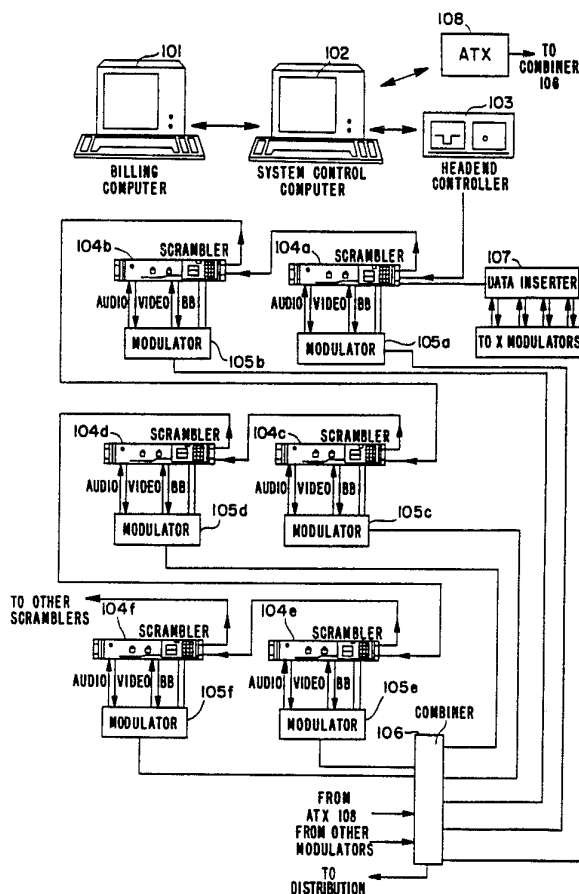 101
102
108
ATX
TO
COMBINER
106
103
BILLING
COMPUTER
SYSTEM CONTROL
COMPUTER
HEADEND
CONTROLLER
104b
SCRAMBLER
104a
SCRAMBLER
107
DATA INSERTER
AUDIO VIDEO BB
AUDIO VIDEO BB
MODULATOR
105b
MODULATOR
105a
TO X MODULATORS
104d
SCRAMBLER
104c
SCRAMBLER
AUDIO VIDEO BB
AUDIO VIDEO BB
MODULATOR
105d
MODULATOR
105c
TO OTHER
SCRAMBLERS
104f
SCRAMBLER
104e
SCRAMBLER
AUDIO VIDEO BB
AUDIO VIDEO BB
MODULATOR
105f
MODULATOR
105e
106
COMBINER
FROM
ATX 108
FROM OTHER
MODULATORS
TO
DISTRIBUTION